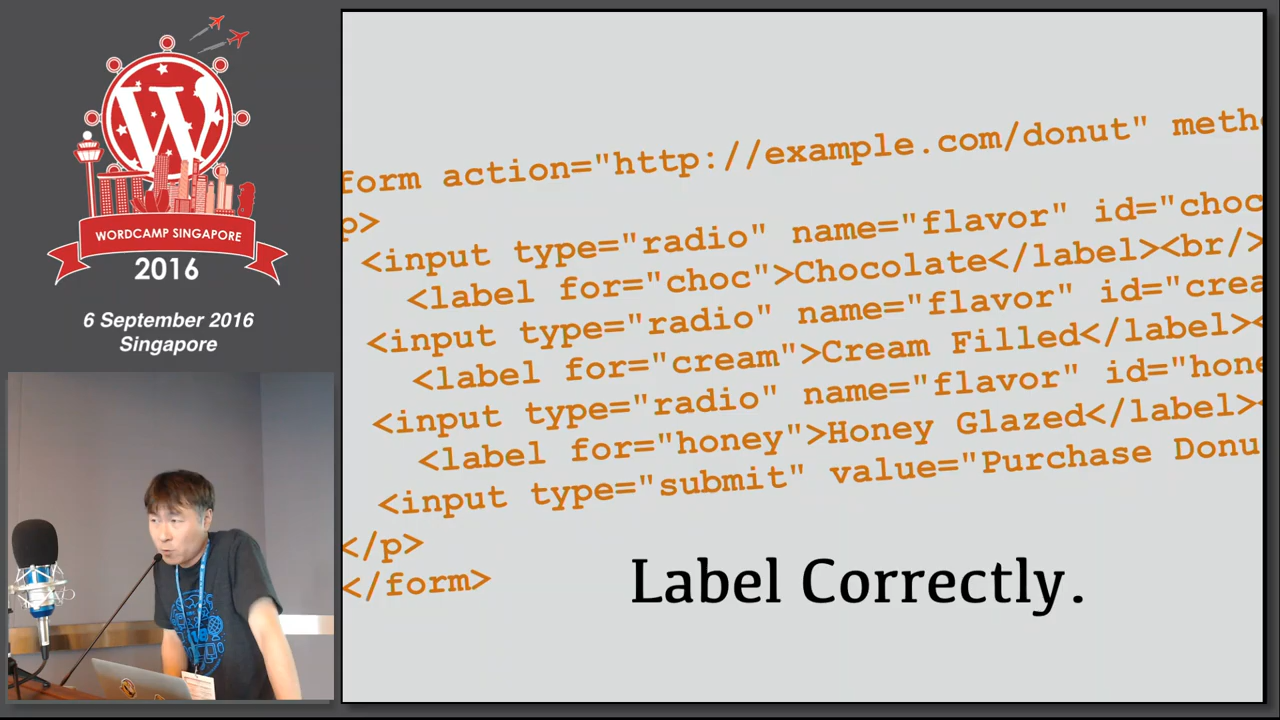 W
WORDCAMP SINGAPORE
2016
6 September 2016
Singapore
form action="http://example.com/donut" meth
p>
<input type="radio" name="flavor" id="choc
<label for="choc">Chocolate</label><br/>
<input type="radio" name="flavor" id="crea
<label for="cream">Cream Filled</label><
<input type="radio" name="flavor" id="hone
<label for="honey">Honey Glazed</label><
<input type="submit" value="Purchase Donu
</p>
</form>
Label Correctly.